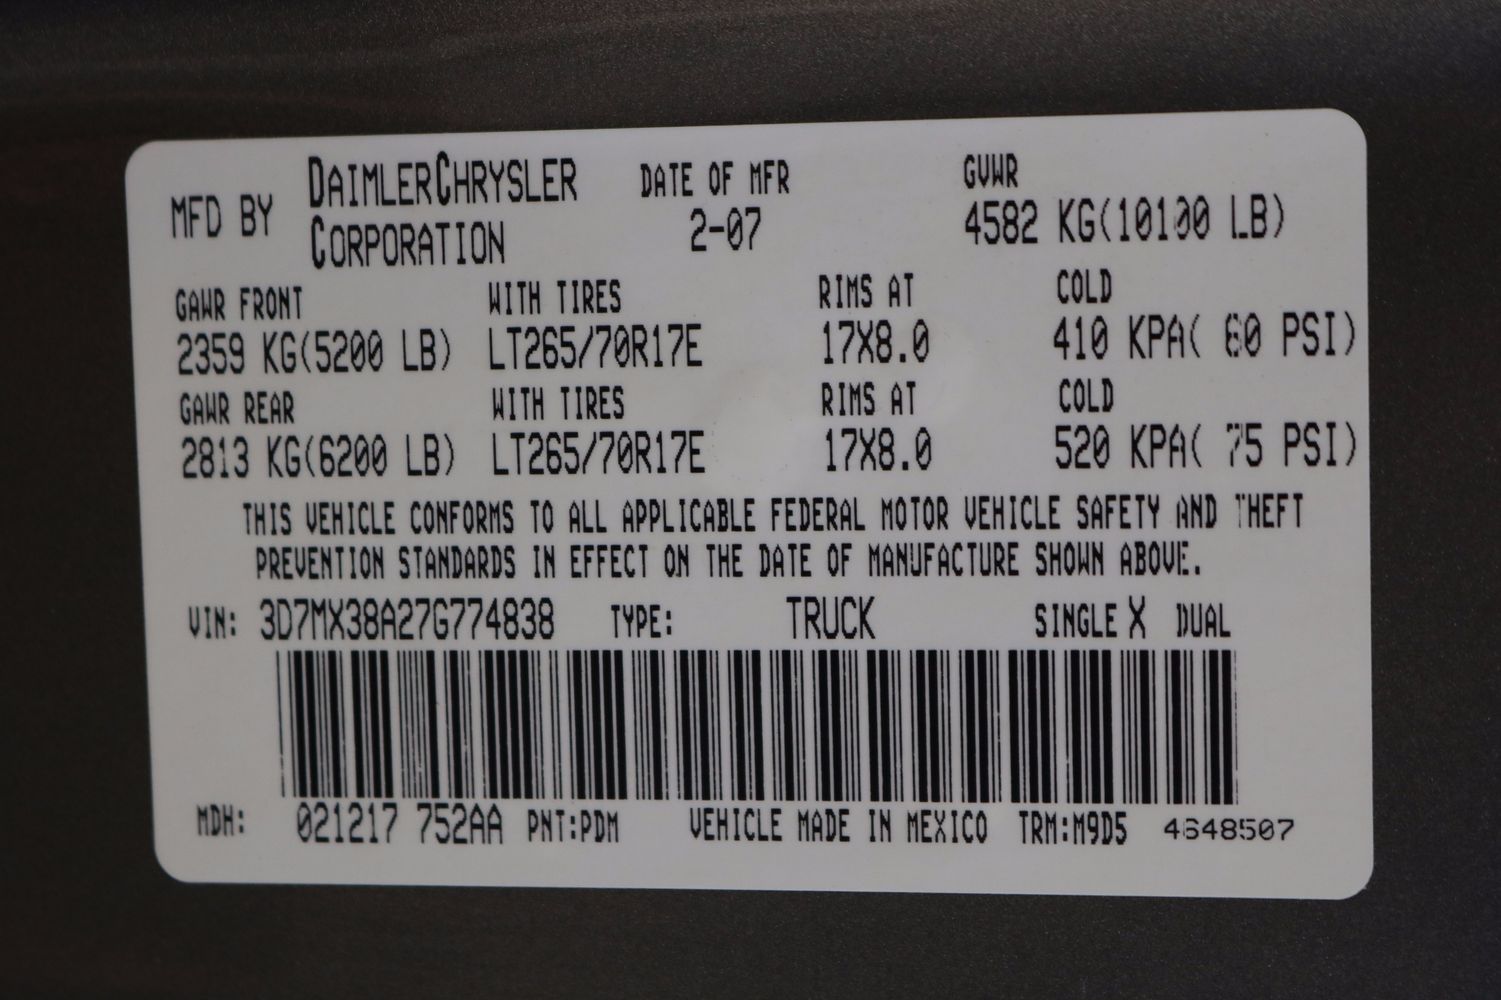 MFD BY DAIMLERCHRYSLER CORPORATION DATE OF MFR 2-07 GVWR 4582 KG(10100 LB)
GAWR FRONT WITH TIRES RIMS AT COLD
2359 KG(5200 LB) LT265/70R17E 17X8.0 410 KPA( 60 PSI)
GAWR REAR WITH TIRES RIMS AT COLD
2813 KG(6200 LB) LT265/70R17E 17X8.0 520 KPA( 75 PSI)
THIS VEHICLE CONFORMS TO ALL APPLICABLE FEDERAL MOTOR VEHICLE SAFETY AND THEFT
PREVENTION STANDARDS IN EFFECT ON THE DATE OF MANUFACTURE SHOWN ABOVE.
VIN: 3D7MX38A27G774838 TYPE: TRUCK SINGLE X DUAL
MDH: 021217 752AA PNT:PDM VEHICLE MADE IN MEXICO TRM:M9D5 4648507